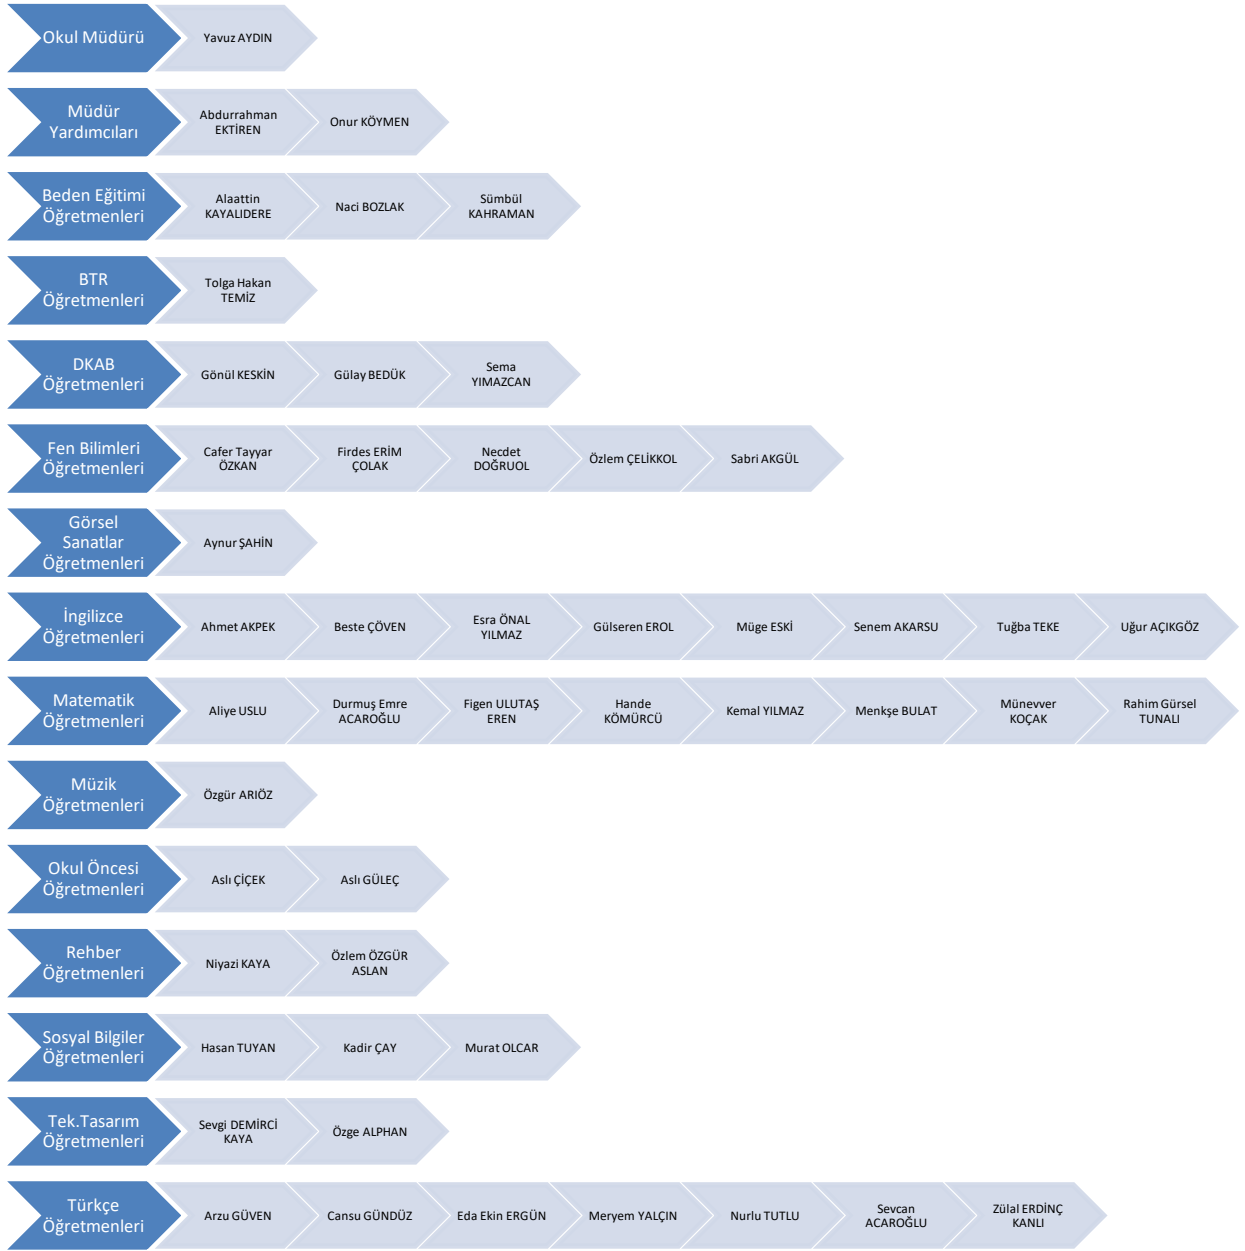 Okul Müdürü
Yavuz AYDIN
Müdür
Yardımcıları
Abdurrahman
EKTİREN
Onur KÖYMEN
Beden Eğitimi
Öğretmenleri
Alaattin
KAYALIDERE
Naci BOZLAK
Sümbül
KAHRAMAN
BTR
Öğretmenleri
Tolga Hakan
TEMİZ
DKAB
Öğretmenleri
Gönül KESKİN
Gülay BEDÜK
Sema
YIMAZCAN
Fen Bilimleri
Öğretmenleri
Cafer Tayyar
ÖZKAN
Firdes ERİM
ÇOLAK
Necdet
DOĞRUOL
Özlem ÇELİKKOL
Sabri AKGÜL
Görsel
Sanatlar
Öğretmenleri
Aynur ŞAHİN
İngilizce
Öğretmenleri
Ahmet AKPEK
Beste ÇÖVEN
Esra ÖNAL
YILMAZ
Gülseren EROL
Müge ESKİ
Senem AKARSU
Tuğba TEKE
Uğur AÇIKGÖZ
Matematik
Öğretmenleri
Aliye USLU
Durmuş Emre
ACAROĞLU
Figen ULUTAŞ
EREN
Hande
KÖMÜRCÜ
Kemal YILMAZ
Menkşe BULAT
Münevver
KOÇAK
Rahim Gürsel
TUNALI
Müzik
Öğretmenleri
Özgür ARIÖZ
Okul Öncesi
Öğretmenleri
Aslı ÇİÇEK
Aslı GÜLEÇ
Rehber
Öğretmenleri
Niyazi KAYA
Özlem ÖZGÜR
ASLAN
Sosyal Bilgiler
Öğretmenleri
Hasan TUYAN
Kadir ÇAY
Murat OLCAR
Tek.Tasarım
Öğretmenleri
Sevgi DEMİRCİ
KAYA
Özge ALPHAN
Türkçe
Öğretmenleri
Arzu GÜVEN
Cansu GÜNDÜZ
Eda Ekin ERGÜN
Meryem YALÇIN
Nurlu TUTLU
Sevcan
ACAROĞLU
Zülal ERDİNÇ
KANLI